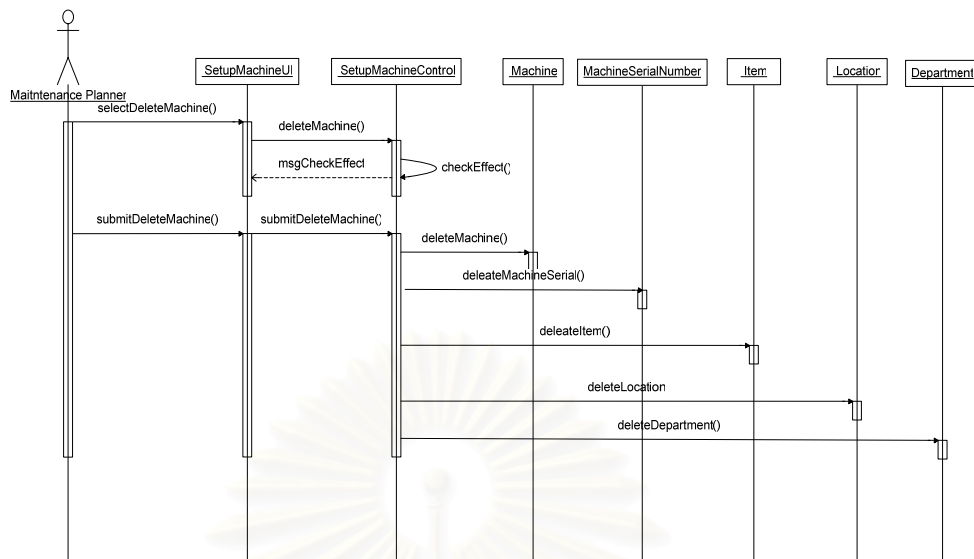 SetupMachineUI
SetupMachineControl
Machine
MachineSerialNumber
Item
Location
Department
Maitntenance Planner
selectDeleteMachine()
deleteMachine()
msgCheckEffect
checkEffect()
submitDeleteMachine()
submitDeleteMachine()
deleteMachine()
deleateMachineSerial()
deleateItem()
deleteLocation
deleteDepartment()